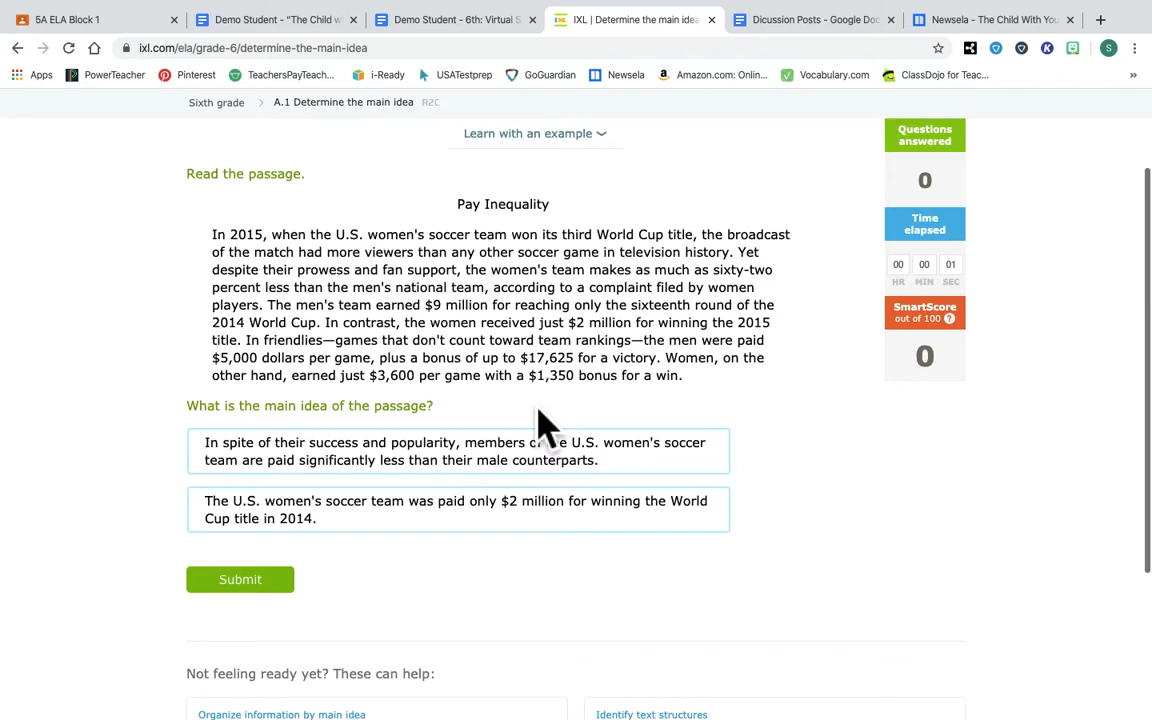 5A ELA Block 1
Demo Student - "The Child w
Demo Student - 6th: Virtual S
IXL | Determine the main idea
Dicussion Posts - Google Doc
Newsela - The Child With You
ixl.com/ela/grade-6/determine-the-main-idea
Apps
PowerTeacher
Pinterest
TeachersPayTeach...
i-Ready
USATestprep
GoGuardian
Newsela
Amazon.com: Onlin...
Vocabulary.com
ClassDojo for Teac...
»
Sixth grade > A.1 Determine the main idea R2C
Learn with an example
Read the passage.
Pay Inequality
In 2015, when the U.S. women's soccer team won its third World Cup title, the broadcast
of the match had more viewers than any other soccer game in television history. Yet
despite their prowess and fan support, the women's team makes as much as sixty-two
percent less than the men's national team, according to a complaint filed by women
players. The men's team earned $9 million for reaching only the sixteenth round of the
2014 World Cup. In contrast, the women received just $2 million for winning the 2015
title. In friendlies—games that don't count toward team rankings—the men were paid
$5,000 dollars per game, plus a bonus of up to $17,625 for a victory. Women, on the
other hand, earned just $3,600 per game with a $1,350 bonus for a win.
What is the main idea of the passage?
In spite of their success and popularity, members U.S. women's soccer
team are paid significantly less than their male counterparts.
The U.S. women's soccer team was paid only $2 million for winning the World
Cup title in 2014.
Submit
Questions
answered
0
Time
elapsed
00 00 01
HR MIN SEC
SmartScore
out of 100 ?
0
Not feeling ready yet? These can help:
Organize information by main idea
Identify text structures